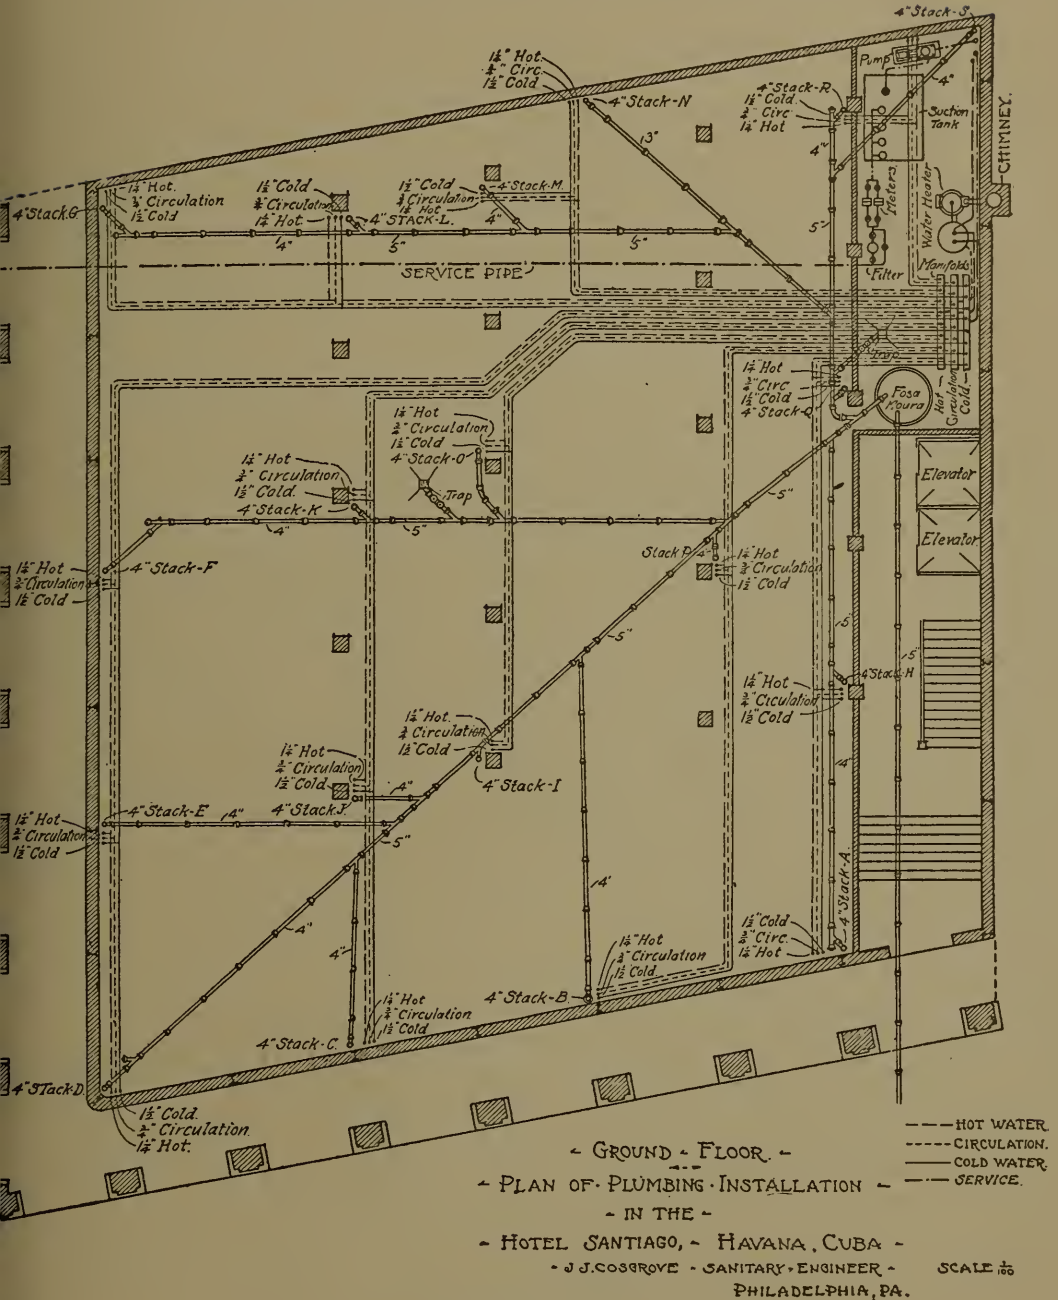 4" Stack-S.
1¼" Hot.
¾" Circ.
1½" Cold
4" Stack-N
3"
Pump
4"
Suction
Tank
4" Stack-R
1½" Cold.
¾" Circ
1¼" Hot
4"
CHIMNEY.
Meters.
Water Heater
5"
Filter
Manifolds
1¼" Hot.
¾" Circulation
1½" Cold
4" Stack.G
1½" Cold
¾" Circulation
1¼" Hot.
4" STACK-L.
1½" Cold
¾" Circulation
1¼" Hot
4" Stack-M.
4"
4"
5"
5"
SERVICE PIPE
Trap
Hot
Circulation
Cold.
1¼" Hot
¾" Circ
1½" Cold
4" Stack-Q
Fosa
Moura
1¼" Hot
¾" Circulation
1½" Cold
4" Stack-O
Trap
1¼" Hot
¾" Circulation
1½" Cold.
4" Stack-K
4"
5"
5"
Elevator
Elevator
Stack P
4"
1¼" Hot
¾" Circulation
1½" Cold
1¼" Hot
¾" Circulation
1½" Cold
4" Stack-F
5"
5"
5"
4" Stack-H
1¼" Hot
¾" Circulation
1½" Cold
1¼" Hot.
¾" Circulation
1½" Cold
4" Stack-I
1¼" Hot
¾" Circulation
1½" Cold
4" Stack J.
4"
4"
4" Stack-E
4"
1¼" Hot
¾" Circulation
1½" Cold
5"
4'
4" Stack-A.
4"
4"
1½" Cold
¾" Circ.
1¼" Hot
1¼" Hot
¾" Circulation
1½" Cold.
4" Stack-B
1¼" Hot
¾" Circulation
1½" Cold
4" Stack-C.
4" STack-D.
1½" Cold.
¾" Circulation.
1¼" Hot.
HOT WATER.
CIRCULATION.
COLD WATER.
SERVICE.
- GROUND - FLOOR. -
- PLAN OF · PLUMBING · INSTALLATION -
- IN THE -
- HOTEL SANTIAGO, - HAVANA, CUBA -
- J J. COSGROVE - SANITARY - ENGINEER -
SCALE 1/100
PHILADELPHIA, PA.